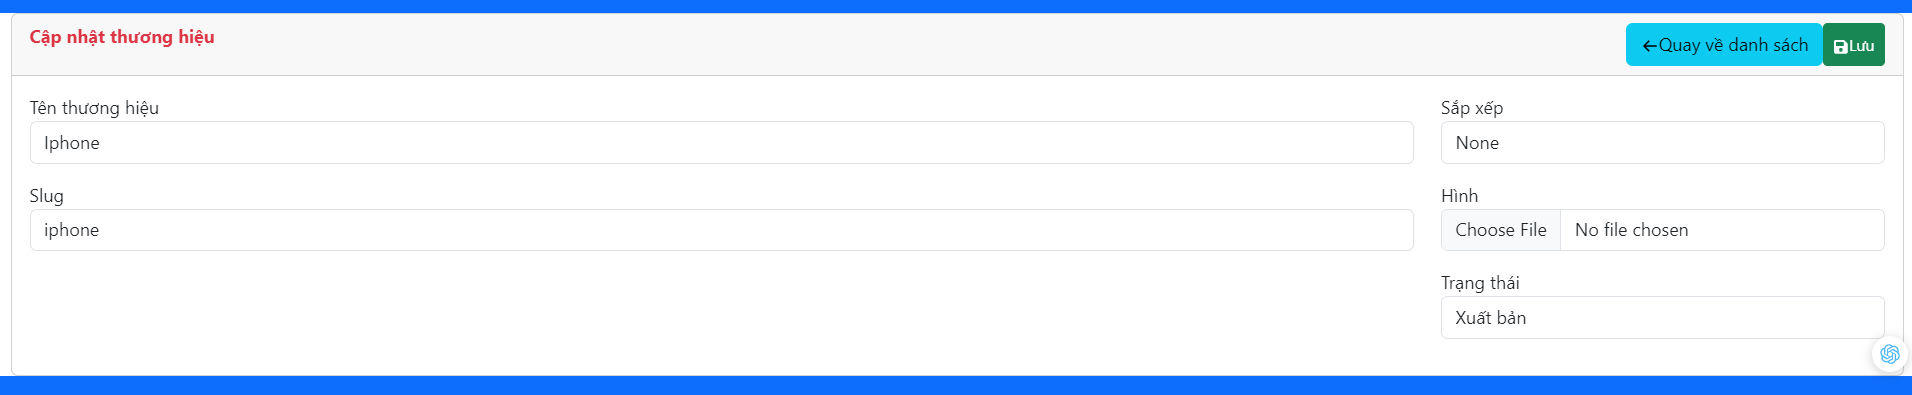 Cập nhật thương hiệu
Quay về danh sách
Lưu
Tên thương hiệu
Iphone
Slug
iphone
Sắp xếp
None
Hình
Choose File No file chosen
Trạng thái
Xuất bản